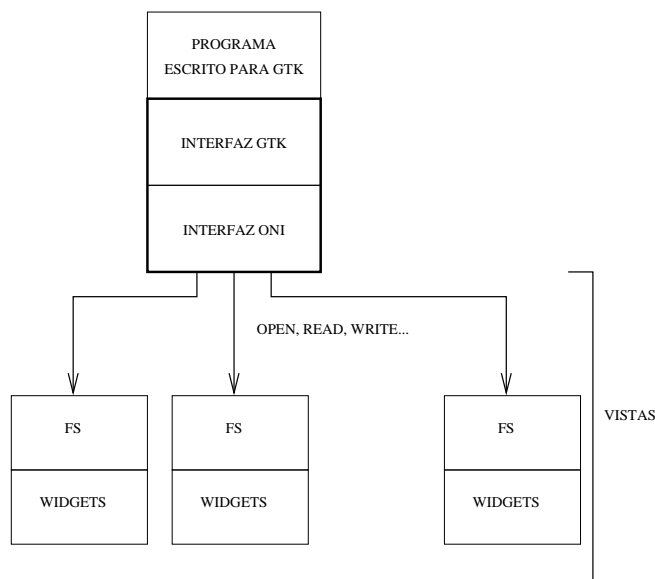 PROGRAMA
ESCRITO PARA GTK
INTERFAZ GTK
INTERFAZ ONI
OPEN, READ, WRITE...
FS
FS
FS
VISTAS
WIDGETS
WIDGETS
WIDGETS